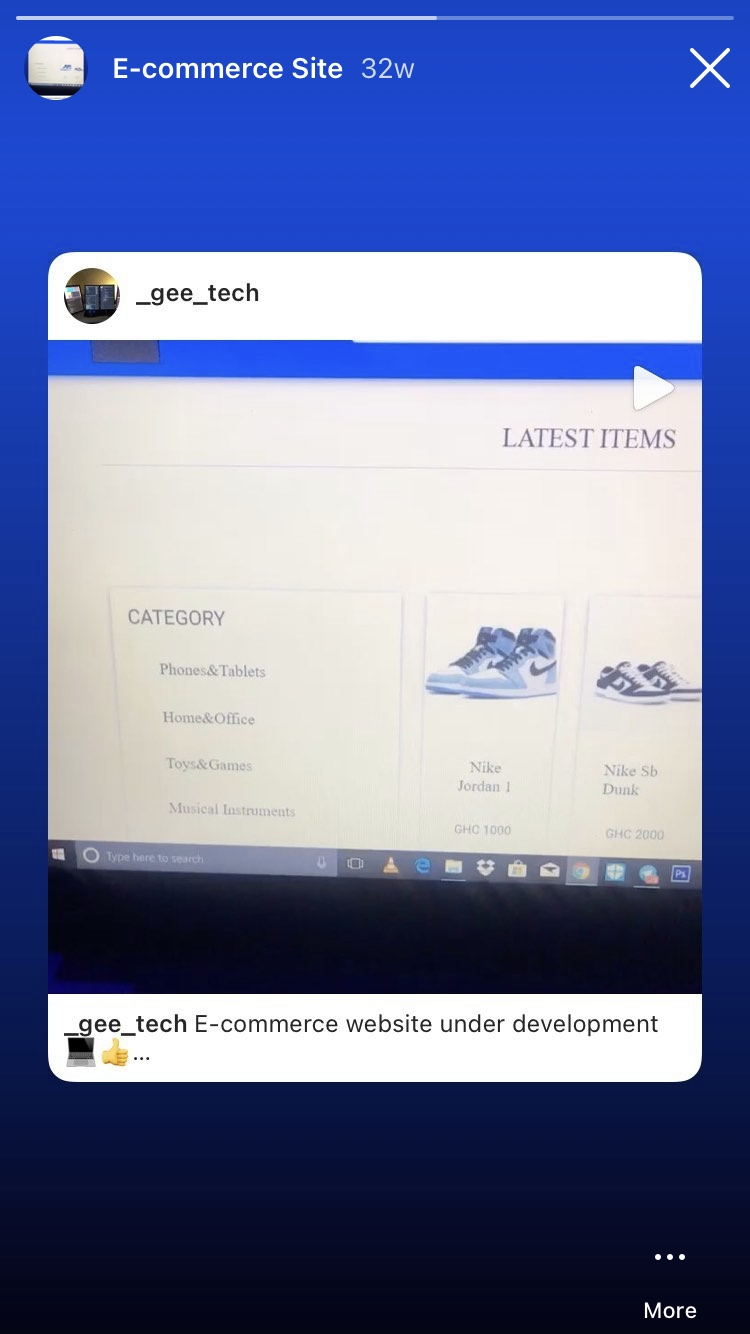 E-commerce Site 32w
_gee_tech
LATEST ITEMS
CATEGORY
Phones&Tablets
Home&Office
Toys&Games
Musical Instruments
Nike
Jordan 1
GHC 1000
Nike Sb
Dunk
GHC 2000
Type here to search
Ps
_gee_tech E-commerce website under development
💻👍...
More